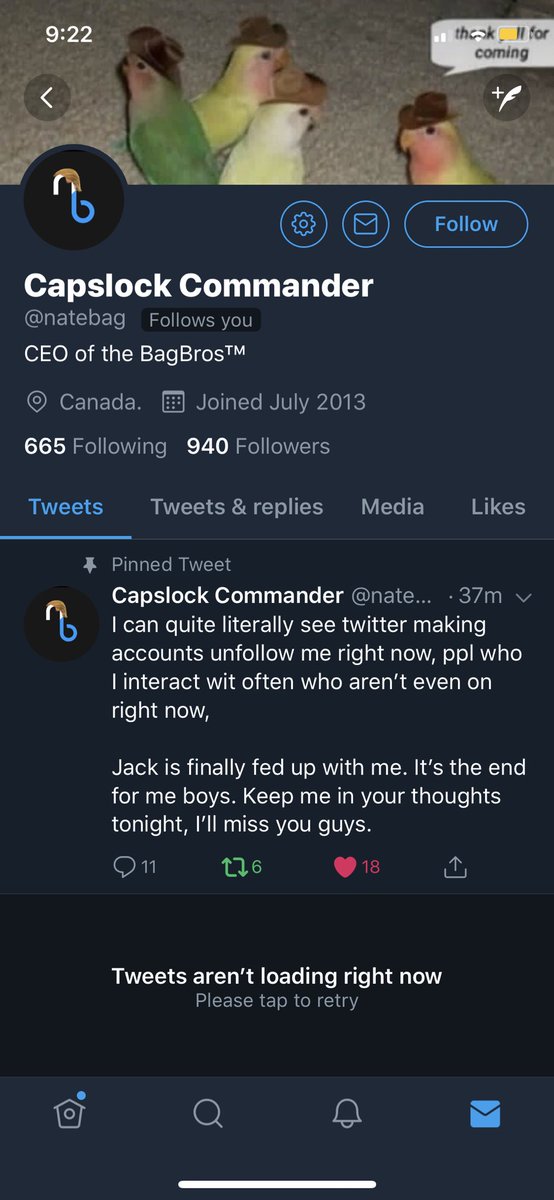 9:22
coming
Follow
Capslock Commander
@natebag Follows you
CEO of the BagBros™
Canada. Joined July 2013
665 Following 940 Followers
Tweets Tweets & replies Media Likes
Pinned Tweet
Capslock Commander @nate... · 37m
I can quite literally see twitter making
accounts unfollow me right now, ppl who
I interact wit often who aren’t even on
right now,
Jack is finally fed up with me. It’s the end
for me boys. Keep me in your thoughts
tonight, I’ll miss you guys.
11 6 18
Tweets aren’t loading right now
Please tap to retry